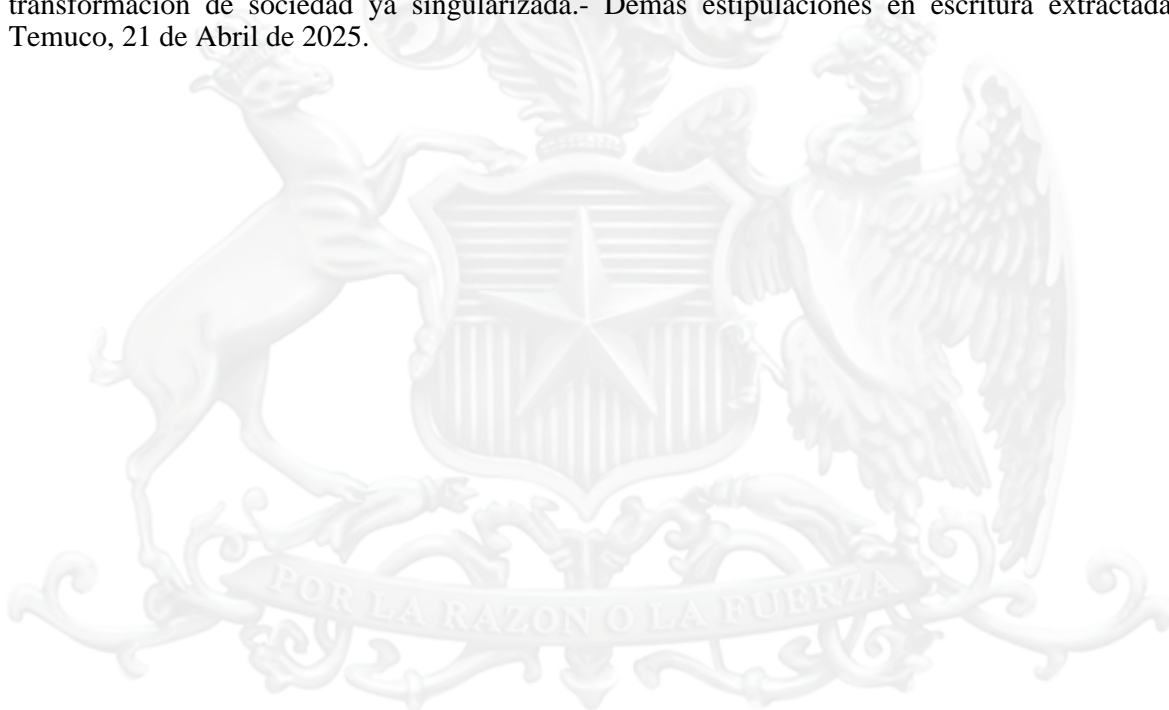 transformación de sociedad ya singularizada.- Demás estipulaciones en escritura extractada
Temuco, 21 de Abril de 2025.
POR LA RAZON O LA FUERZA